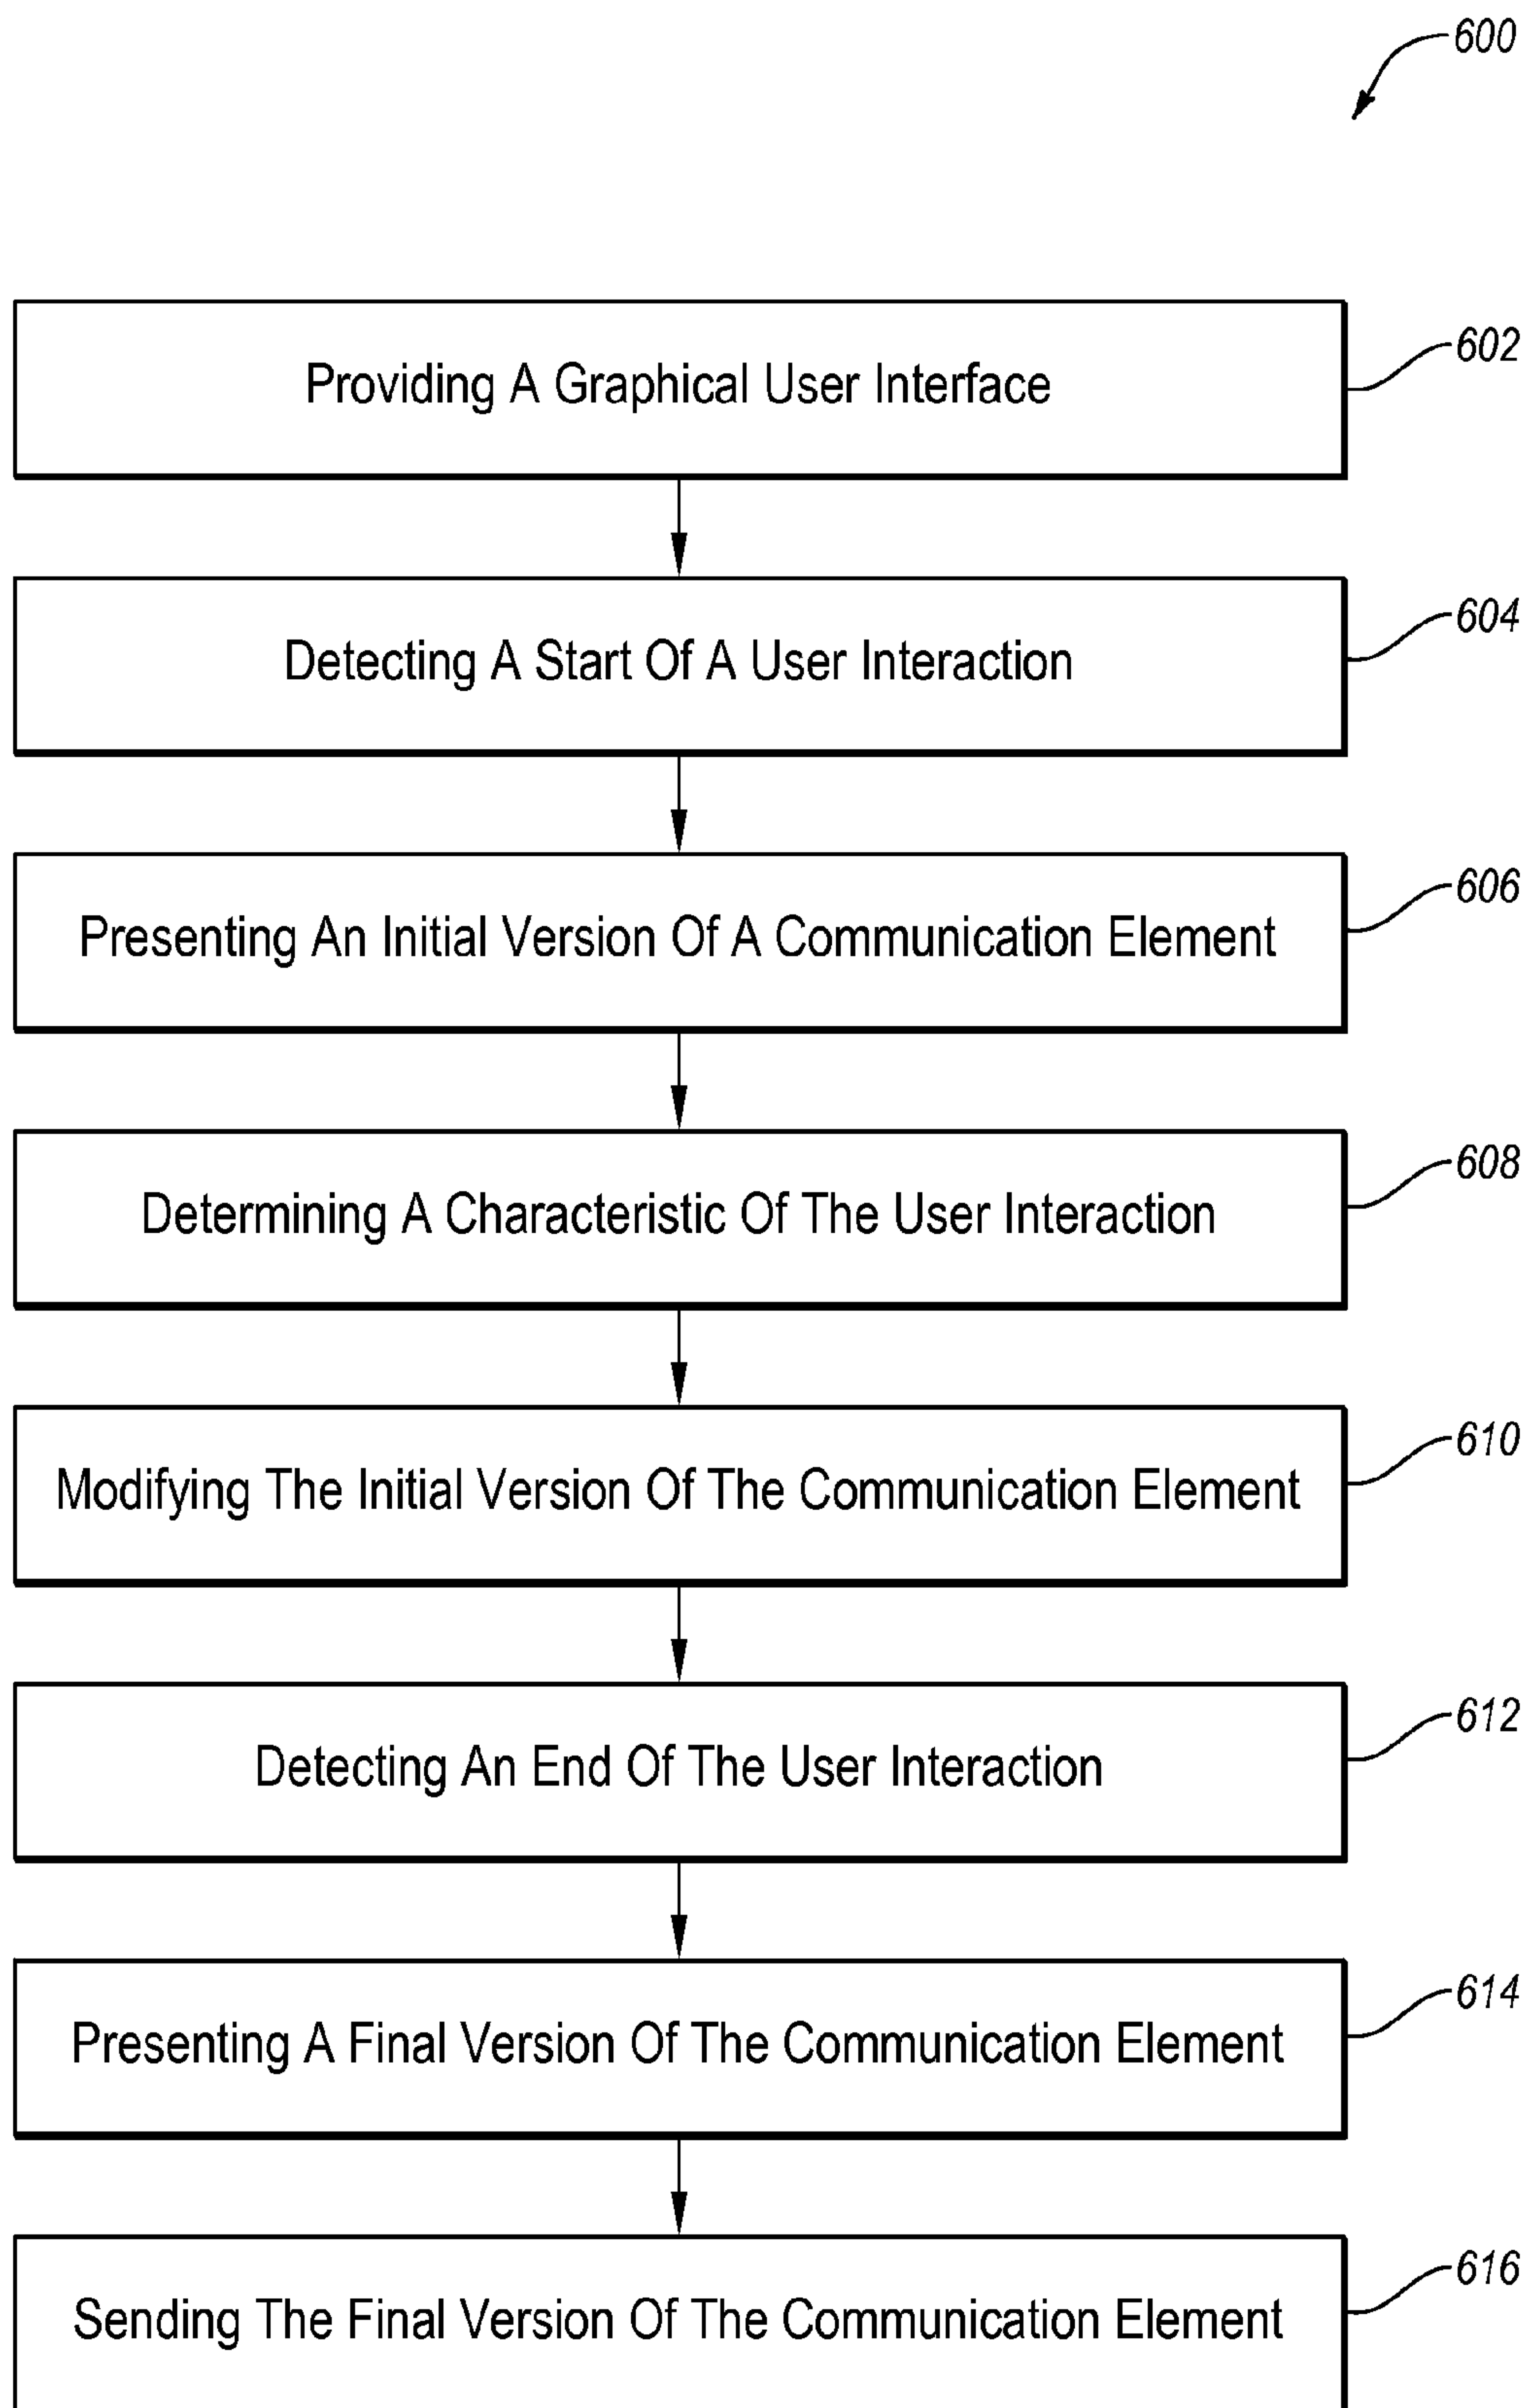 600
Providing A Graphical User Interface
602
Detecting A Start Of A User Interaction
604
Presenting An Initial Version Of A Communication Element
606
Determining A Characteristic Of The User Interaction
608
Modifying The Initial Version Of The Communication Element
610
Detecting An End Of The User Interaction
612
Presenting A Final Version Of The Communication Element
614
Sending The Final Version Of The Communication Element
616